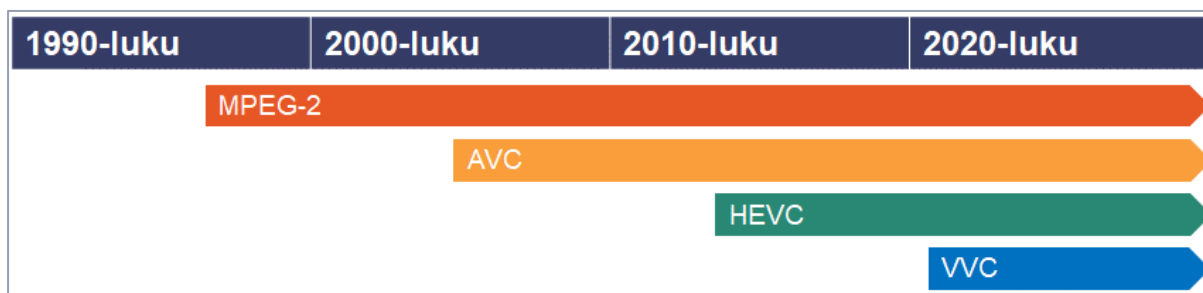 1990-luku 2000-luku 2010-luku 2020-luku
MPEG-2
AVC
HEVC
VVC